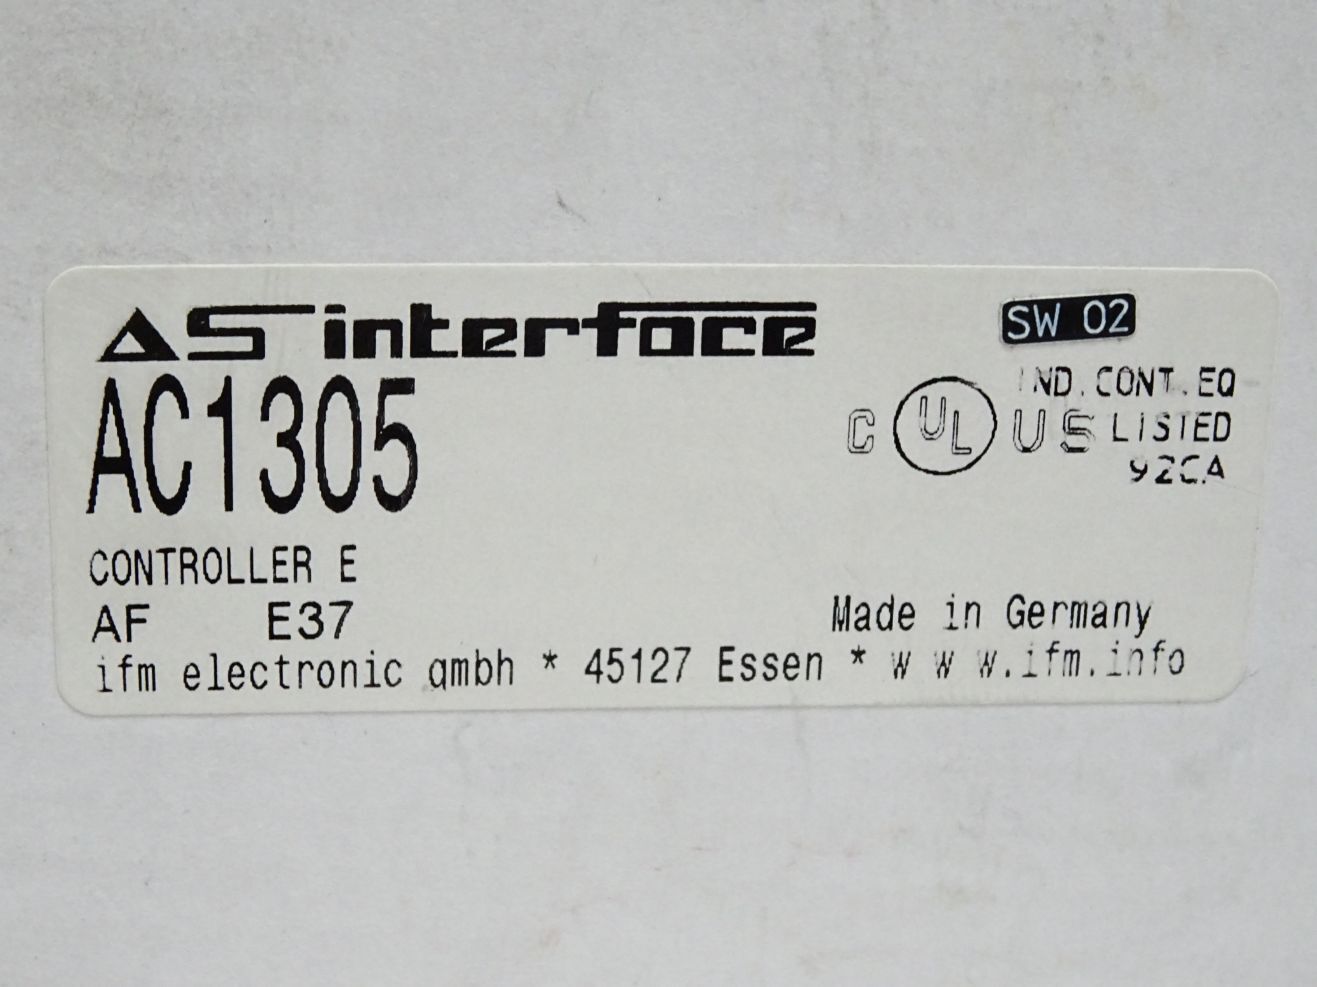 AS interface
SW 02
AC1305
C UL US
IND.CONT.EQ
LISTED
92CA
CONTROLLER E
AF E37
Made in Germany
ifm electronic gmbh * 45127 Essen * w w w.ifm.info